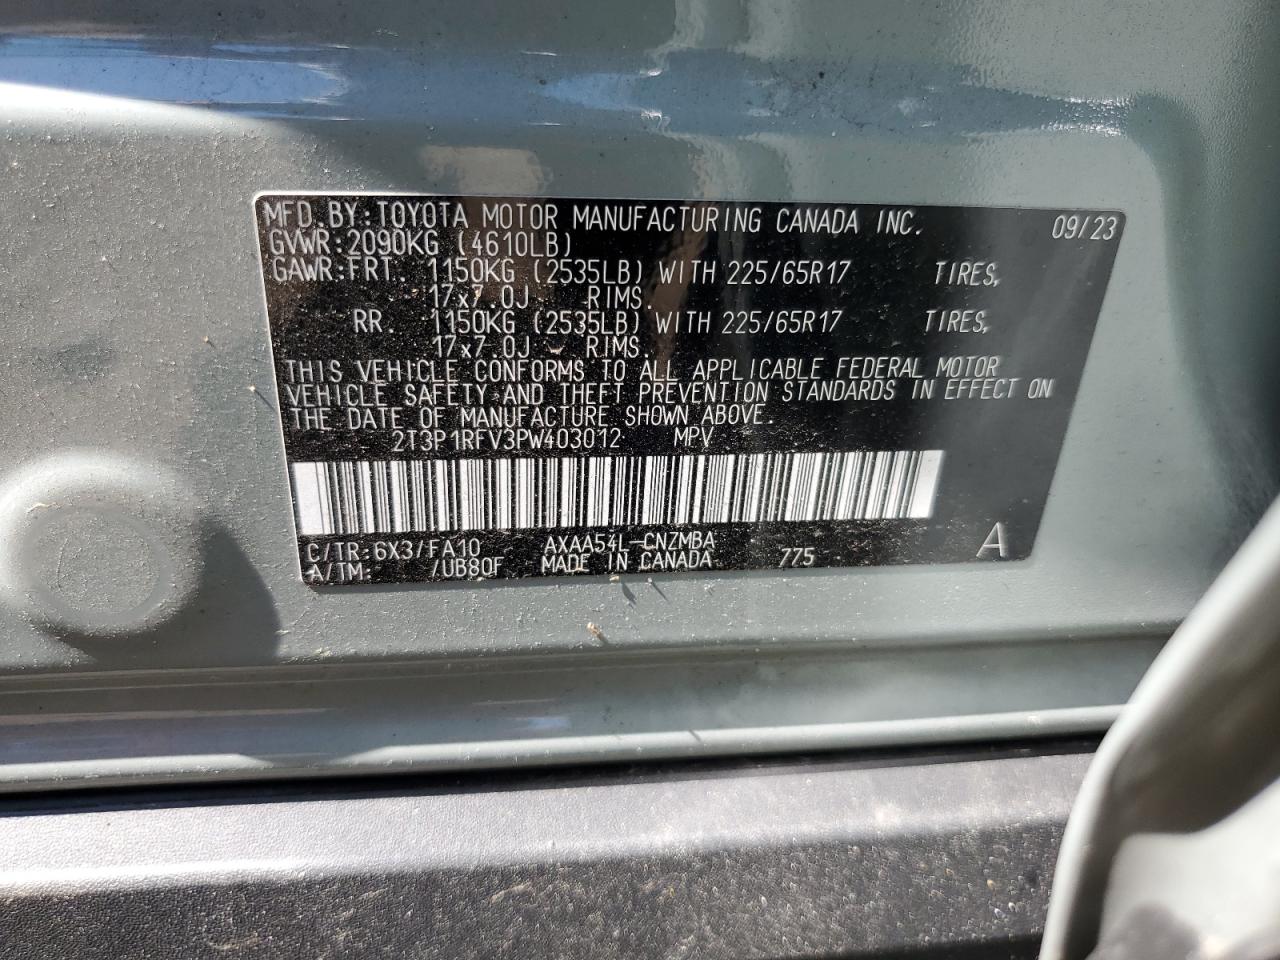 MFD. BY: TOYOTA MOTOR MANUFACTURING CANADA INC. 09/23
GVWR: 2090KG (4610LB)
GAWR: FRT. 1150KG (2535LB) WITH 225/65R17 TIRES,
17x7.0J RIMS.
RR. 1150KG (2535LB) WITH 225/65R17 TIRES,
17x7.0J RIMS.
THIS VEHICLE CONFORMS TO ALL APPLICABLE FEDERAL MOTOR
VEHICLE SAFETY AND THEFT PREVENTION STANDARDS IN EFFECT ON
THE DATE OF MANUFACTURE SHOWN ABOVE.
2T3P1RFV3PW403012 MPV
C/TR: 6X3/FA10 AXAA54L-CNZMBA A
A/TM: /UB80F MADE IN CANADA 775